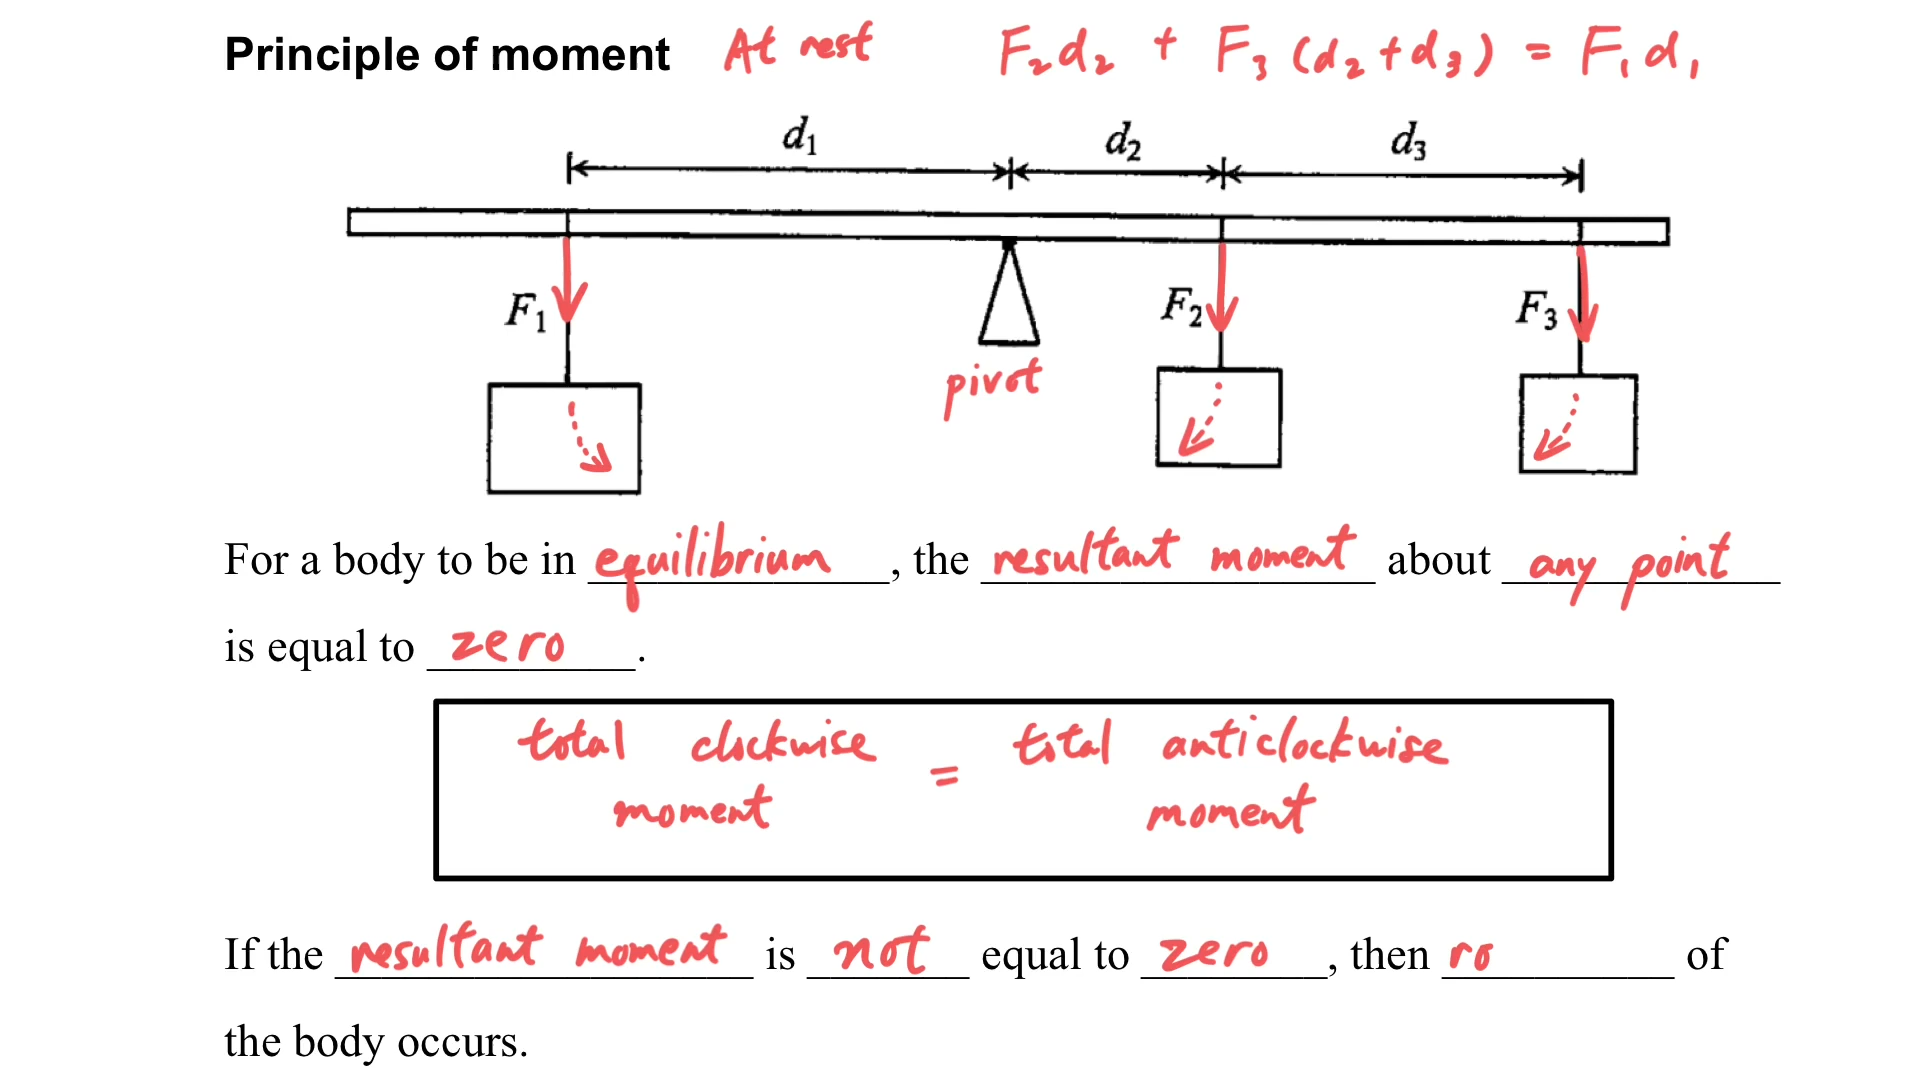 Principle of moment At rest F₂d₂ + F₃(d₂+d₃) = F₁d₁
d₁ d₂ d₃
F₁ F₂ F₃
pivot
For a body to be in equilibrium, the resultant moment about any point
is equal to zero.
total clockwise = total anticlockwise
moment moment
If the resultant moment is not equal to zero, then ro of
the body occurs.